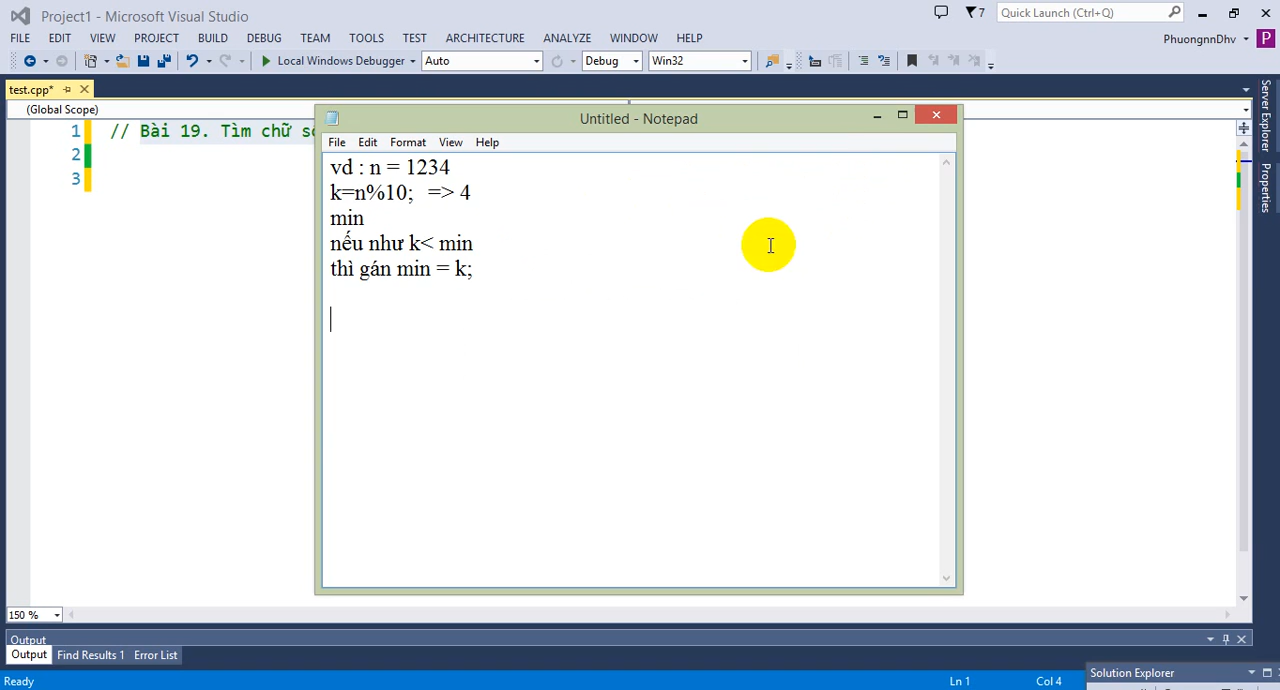 Project1 - Microsoft Visual Studio
7
Quick Launch (Ctrl+Q)
FILE EDIT VIEW PROJECT BUILD DEBUG TEAM TOOLS TEST ARCHITECTURE ANALYZE WINDOW HELP
PhuongnnDhv P
Local Windows Debugger Auto Debug Win32
test.cpp*
(Global Scope)
1 // Bài 19. Tìm chữ
2
3
Untitled - Notepad
File Edit Format View Help
vd : n = 1234
k=n%10; => 4
min
nếu như k< min
thì gán min = k;
Server Explorer
Properties
150 %
Output
Output Find Results 1 Error List
Solution Explorer
Ready Ln 1 Col 4